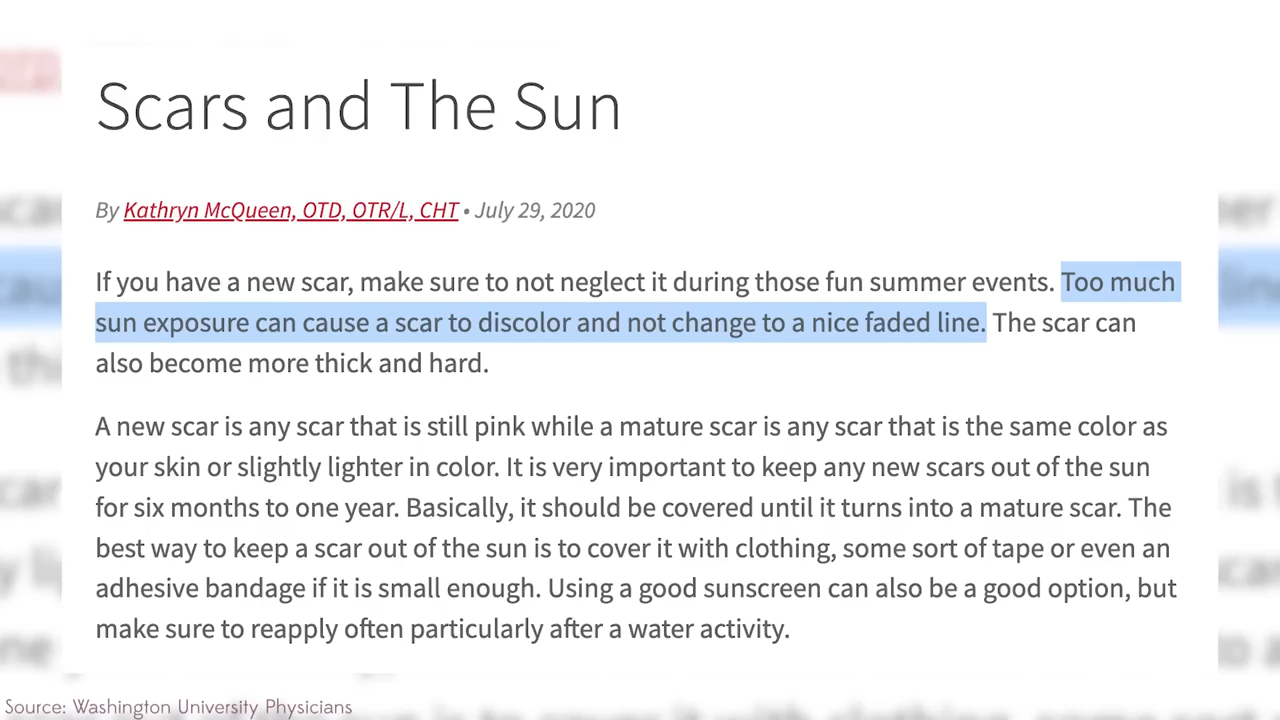 Scars and The Sun
By Kathryn McQueen, OTD, OTR/L, CHT • July 29, 2020
If you have a new scar, make sure to not neglect it during those fun summer events. Too much
sun exposure can cause a scar to discolor and not change to a nice faded line. The scar can
also become more thick and hard.
A new scar is any scar that is still pink while a mature scar is any scar that is the same color as
your skin or slightly lighter in color. It is very important to keep any new scars out of the sun
for six months to one year. Basically, it should be covered until it turns into a mature scar. The
best way to keep a scar out of the sun is to cover it with clothing, some sort of tape or even an
adhesive bandage if it is small enough. Using a good sunscreen can also be a good option, but
make sure to reapply often particularly after a water activity.
Source: Washington University Physicians